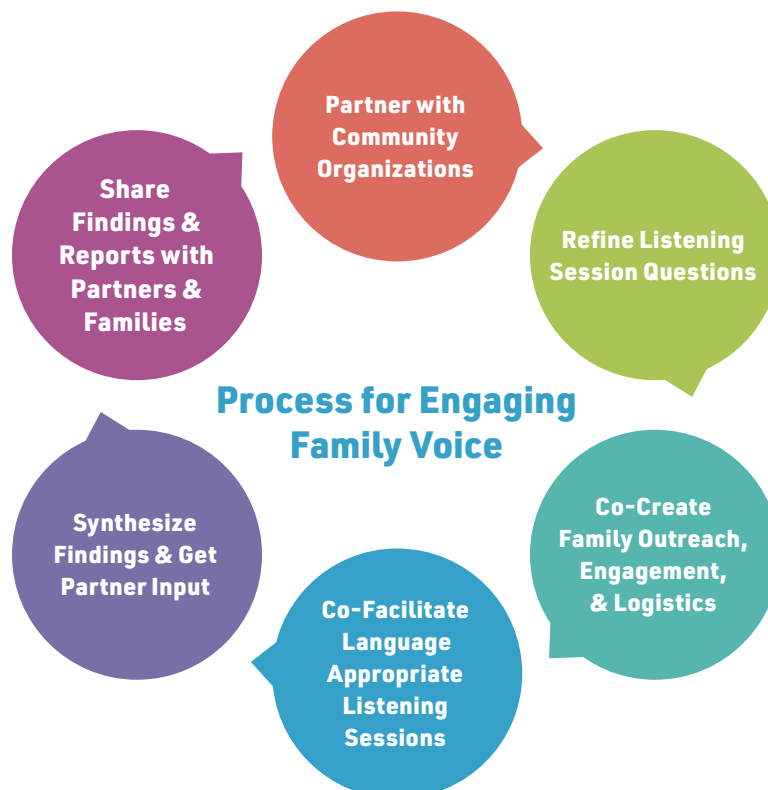 Partner with
Community
Organizations
Refine Listening
Session Questions
Co-Create
Family Outreach,
Engagement,
& Logistics
Co-Facilitate
Language
Appropriate
Listening
Sessions
Synthesize
Findings & Get
Partner Input
Share
Findings &
Reports with
Partners &
Families
Process for Engaging
Family Voice